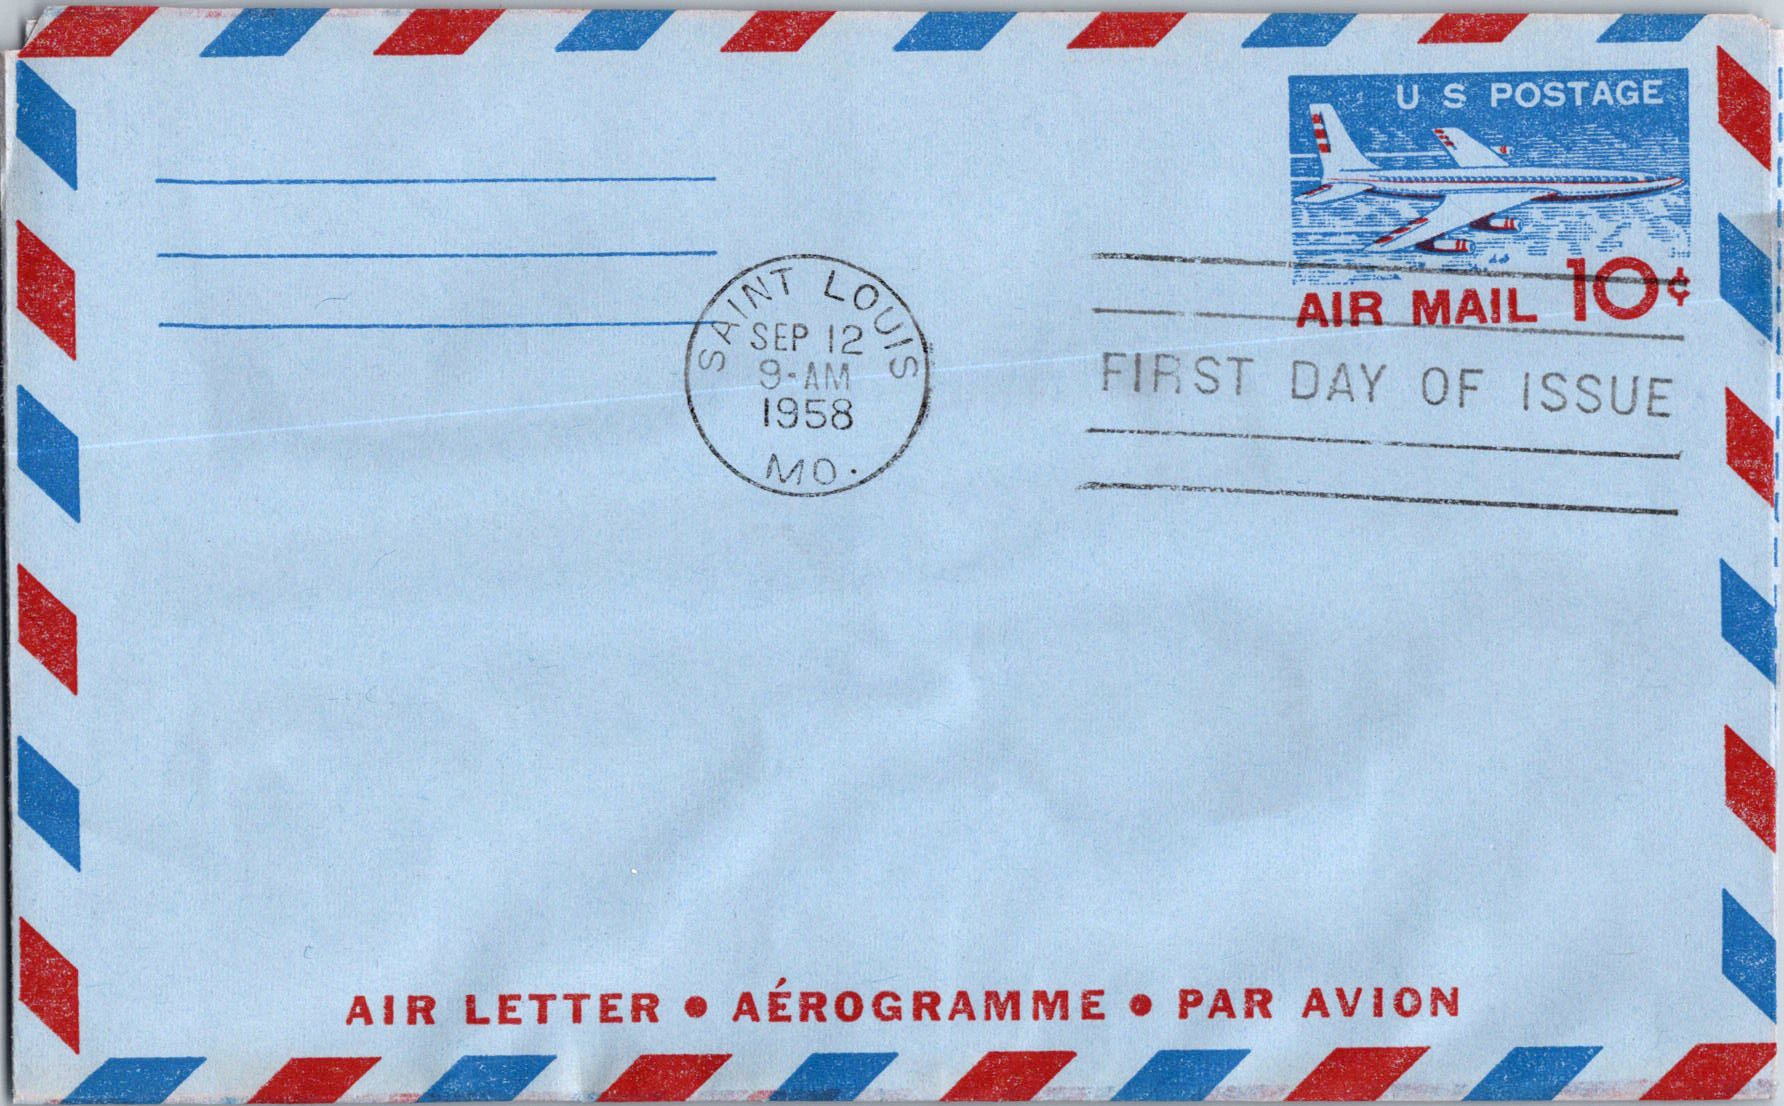 U S POSTAGE
AIR MAIL 10¢
SAINT LOUIS
SEP 12
9-AM
1958
MO.
FIRST DAY OF ISSUE
AIR LETTER • AÉROGRAMME • PAR AVION